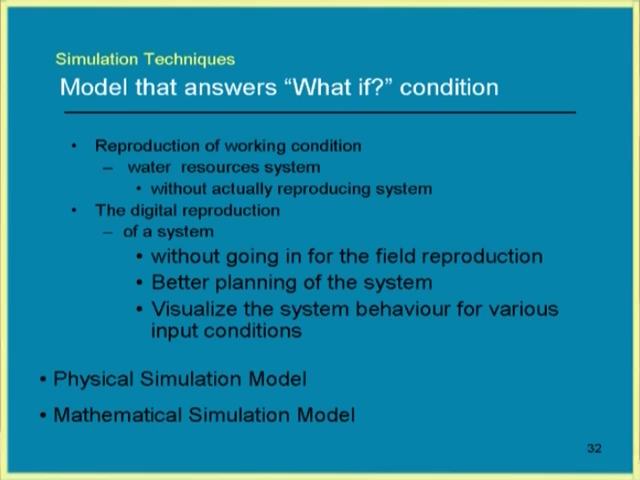 Simulation Techniques
Model that answers “What if?” condition
• Reproduction of working condition
– water resources system
• without actually reproducing system
• The digital reproduction
– of a system
• without going in for the field reproduction
• Better planning of the system
• Visualize the system behaviour for various
input conditions
• Physical Simulation Model
• Mathematical Simulation Model
32